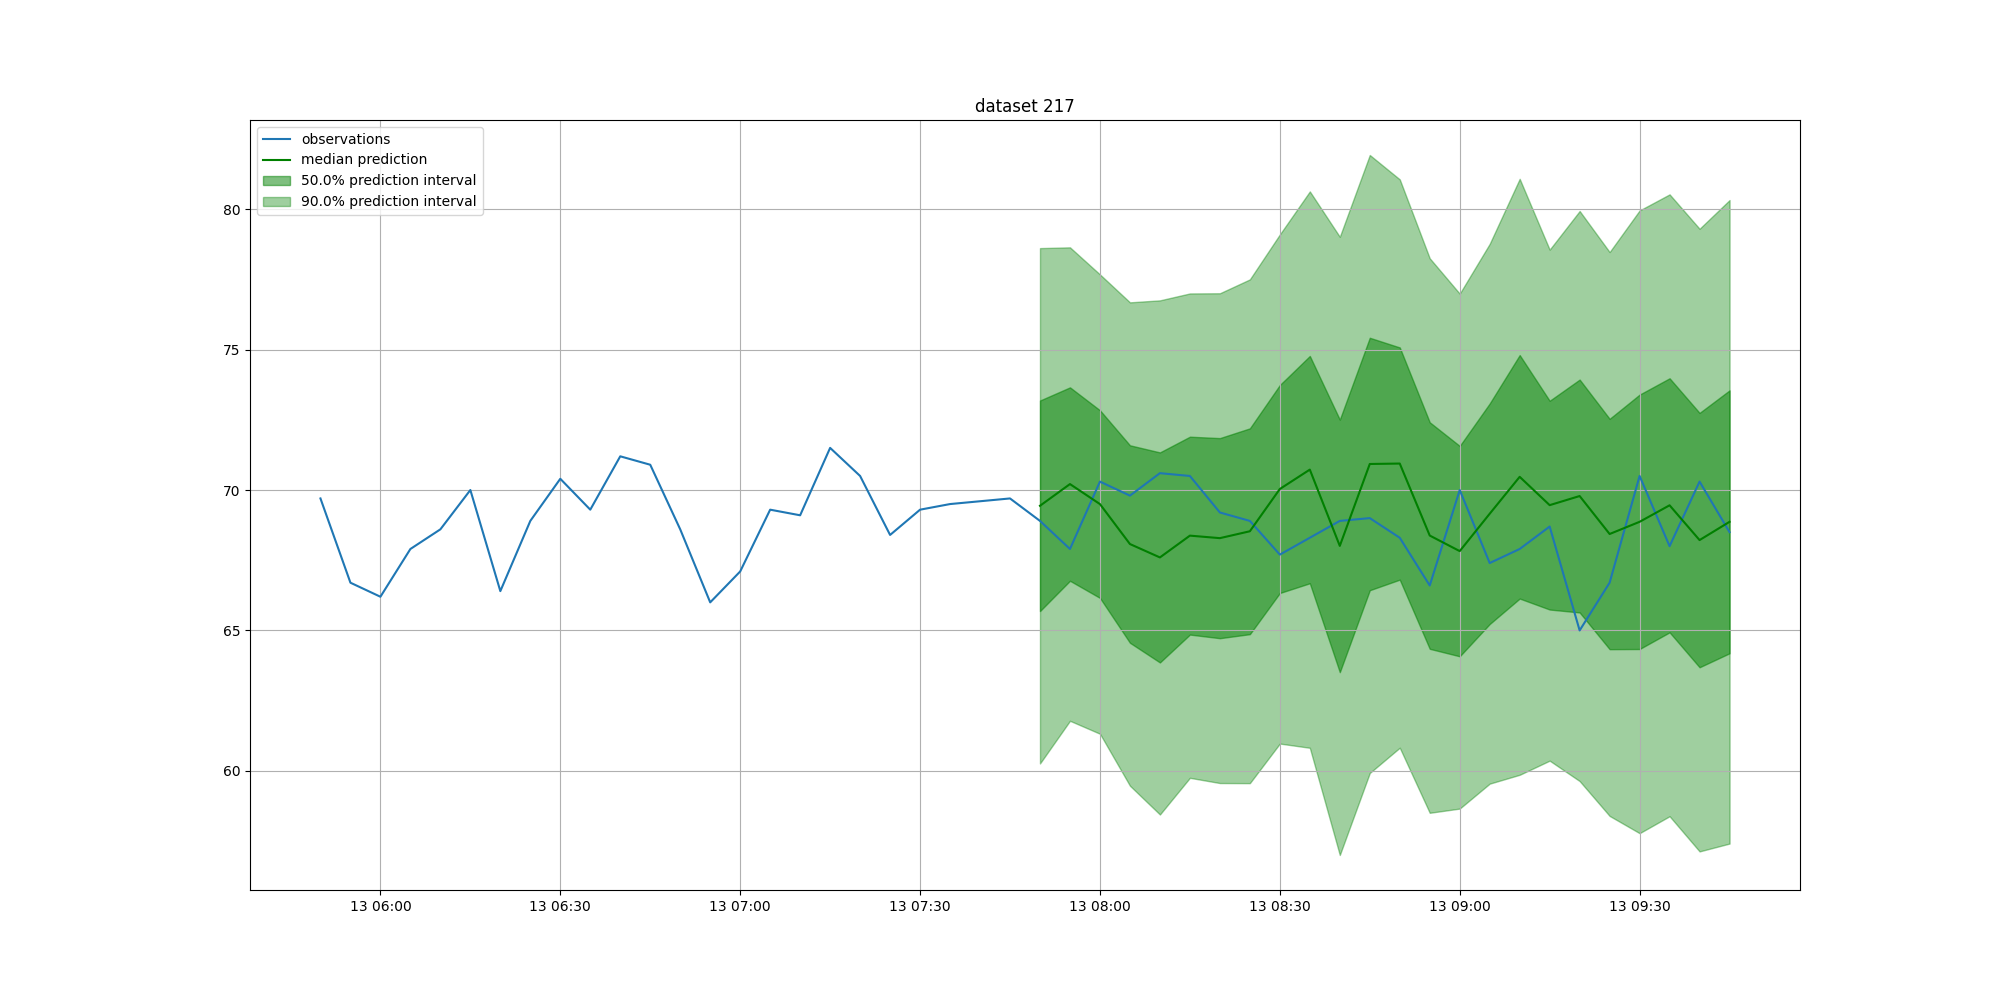 dataset 217
observations
median prediction
50.0% prediction interval
90.0% prediction interval
80
75
70
65
60
13 06:00
13 06:30
13 07:00
13 07:30
13 08:00
13 08:30
13 09:00
13 09:30